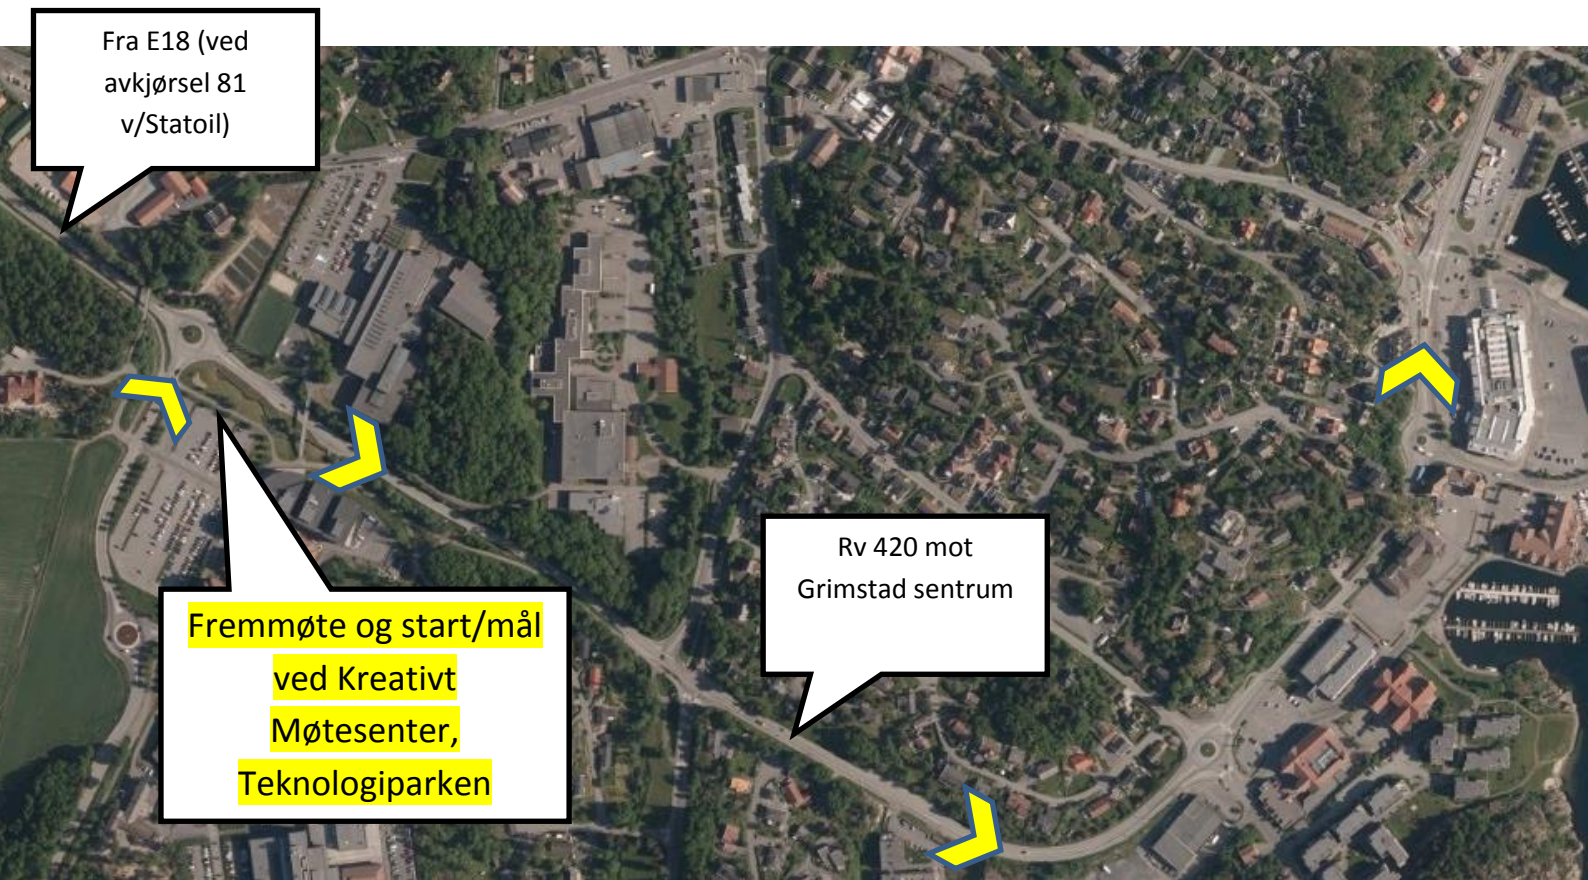 Fra E18 (ved
avkjørsel 81
v/Statoil)
Fremmøte og start/mål
ved Kreativt
Møtesenter,
Teknologiparken
Rv 420 mot
Grimstad sentrum